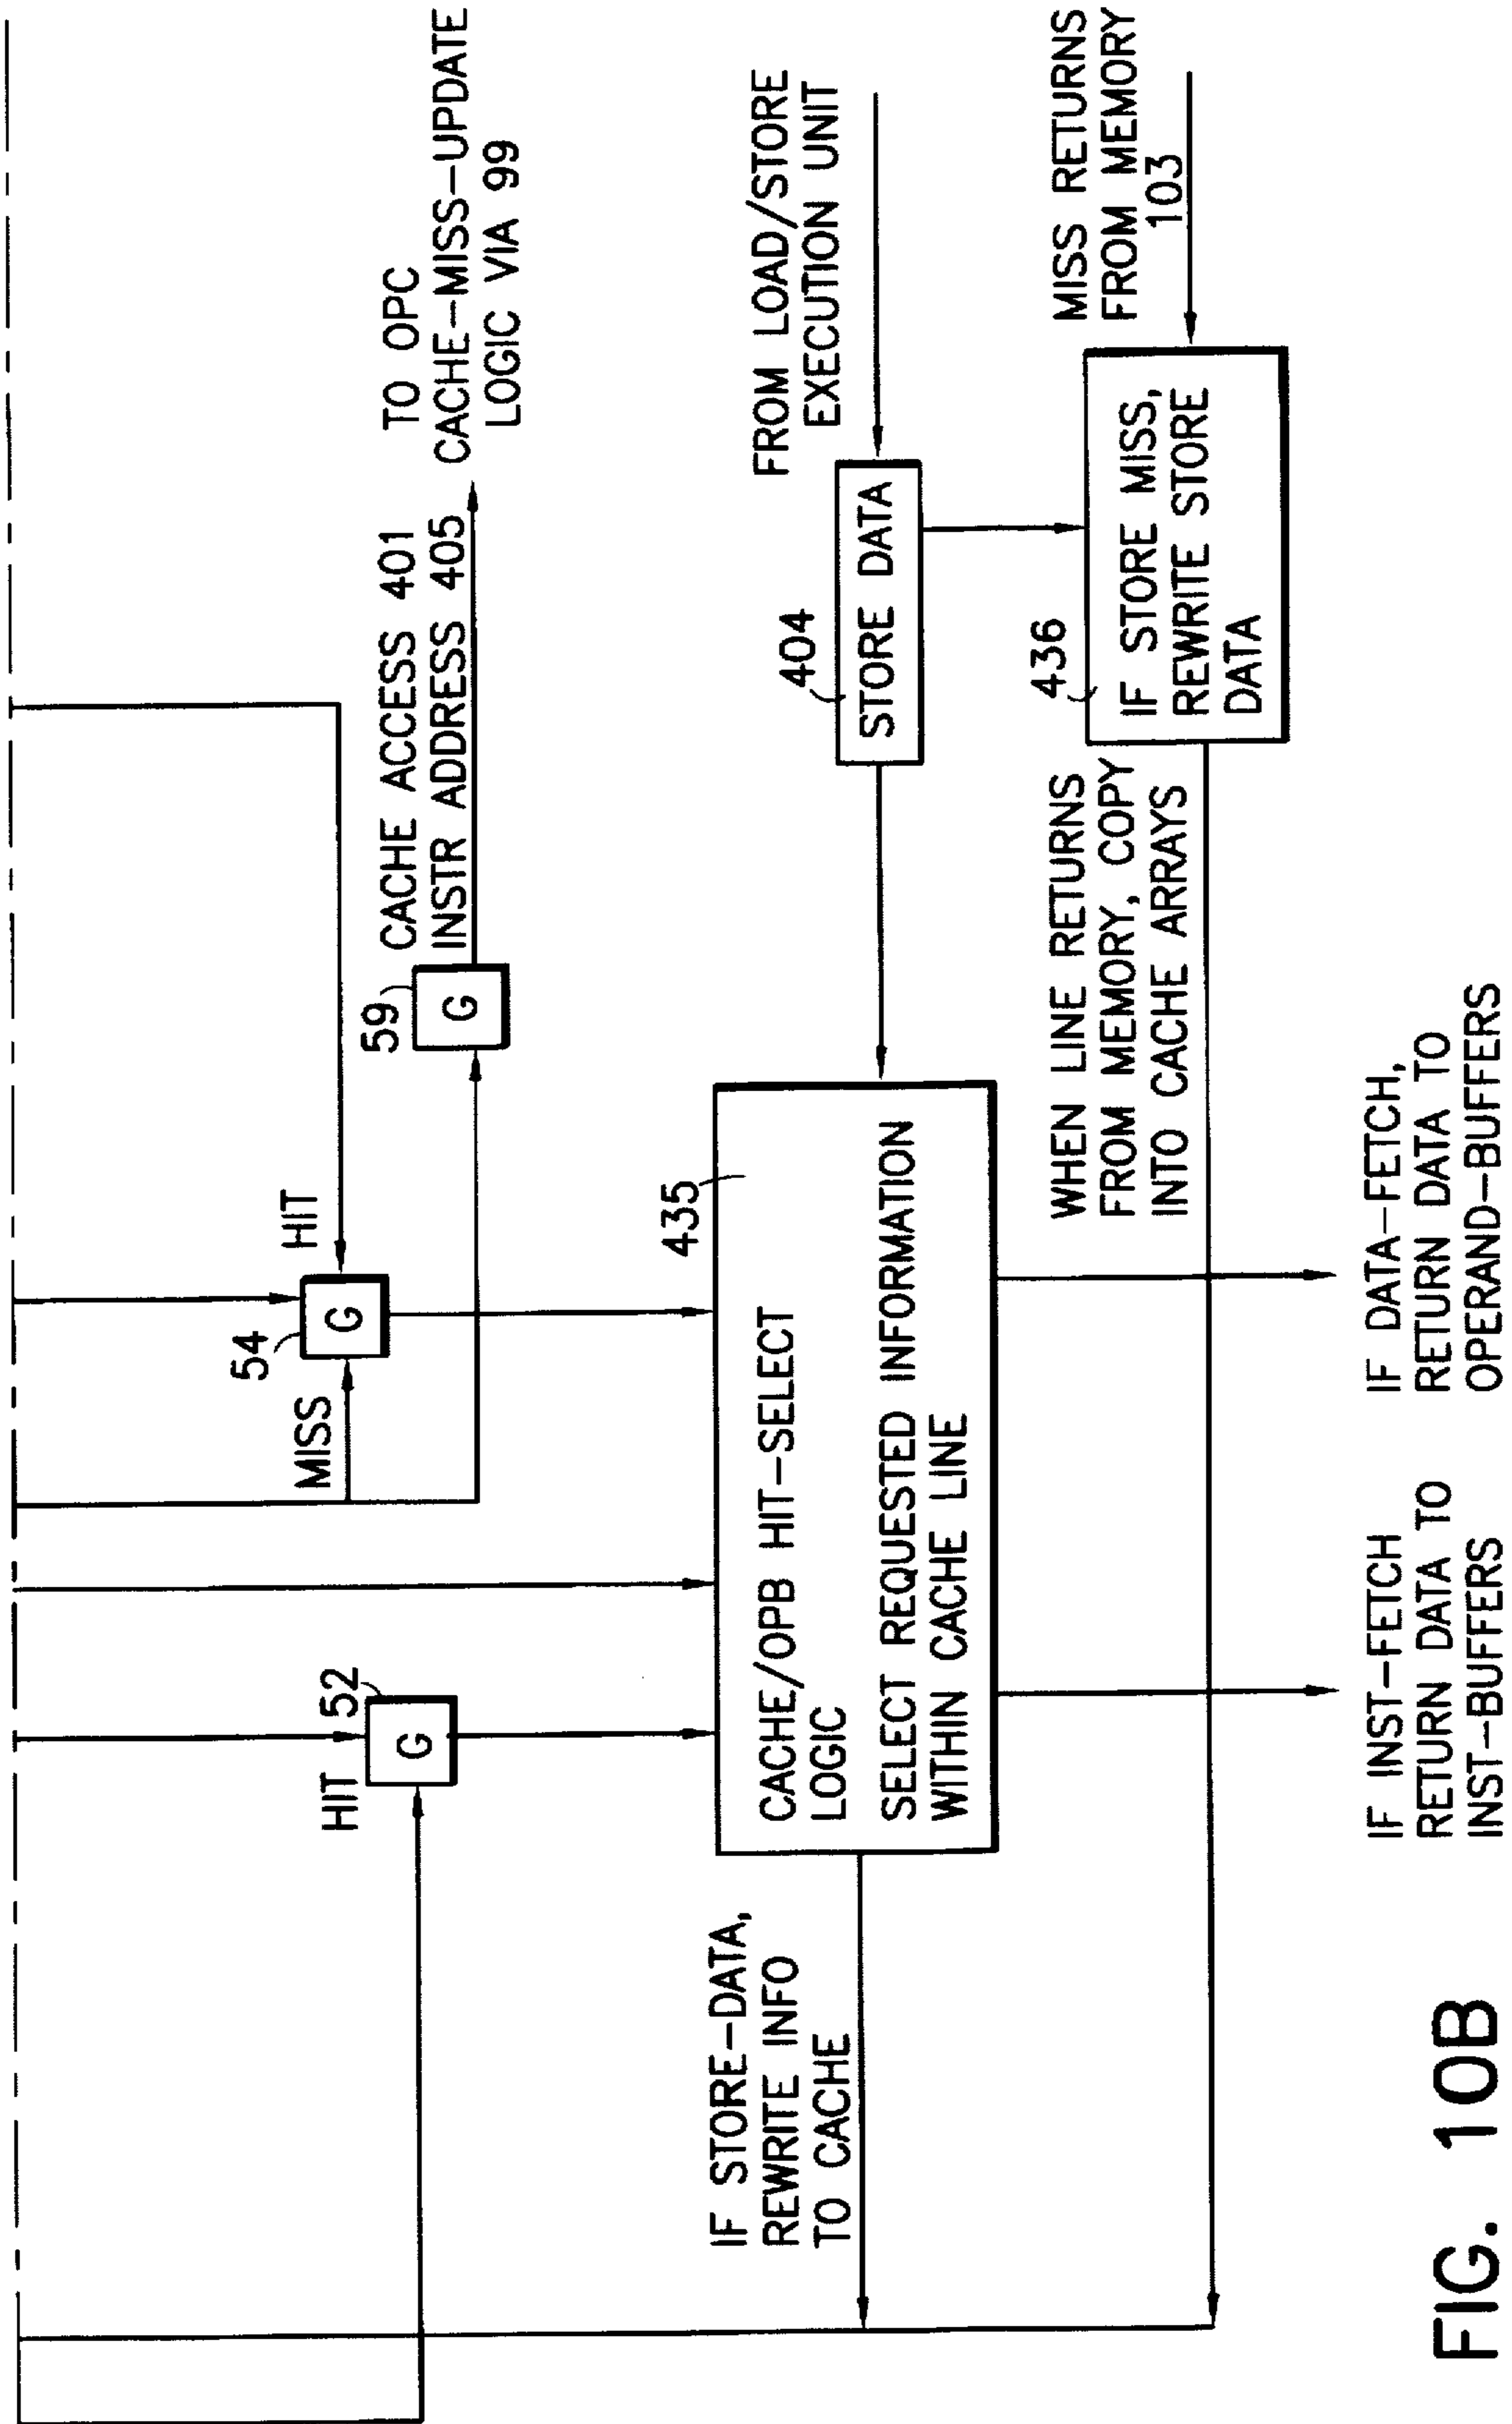 HIT
52
G
54
MISS
G
HIT
59
G
CACHE ACCESS 401
INSTR ADDRESS 405
TO OPC
CACHE-MISS-UPDATE
LOGIC VIA 99
IF STORE-DATA,
REWRITE INFO
TO CACHE
435
CACHE/OPB HIT-SELECT
LOGIC
SELECT REQUESTED INFORMATION
WITHIN CACHE LINE
404
STORE DATA
FROM LOAD/STORE
EXECUTION UNIT
WHEN LINE RETURNS
FROM MEMORY, COPY
INTO CACHE ARRAYS
436
IF STORE MISS,
REWRITE STORE
DATA
MISS RETURNS
FROM MEMORY
103
IF INST-FETCH
RETURN DATA TO
INST-BUFFERS
IF DATA-FETCH,
RETURN DATA TO
OPERAND-BUFFERS
FIG. 10B